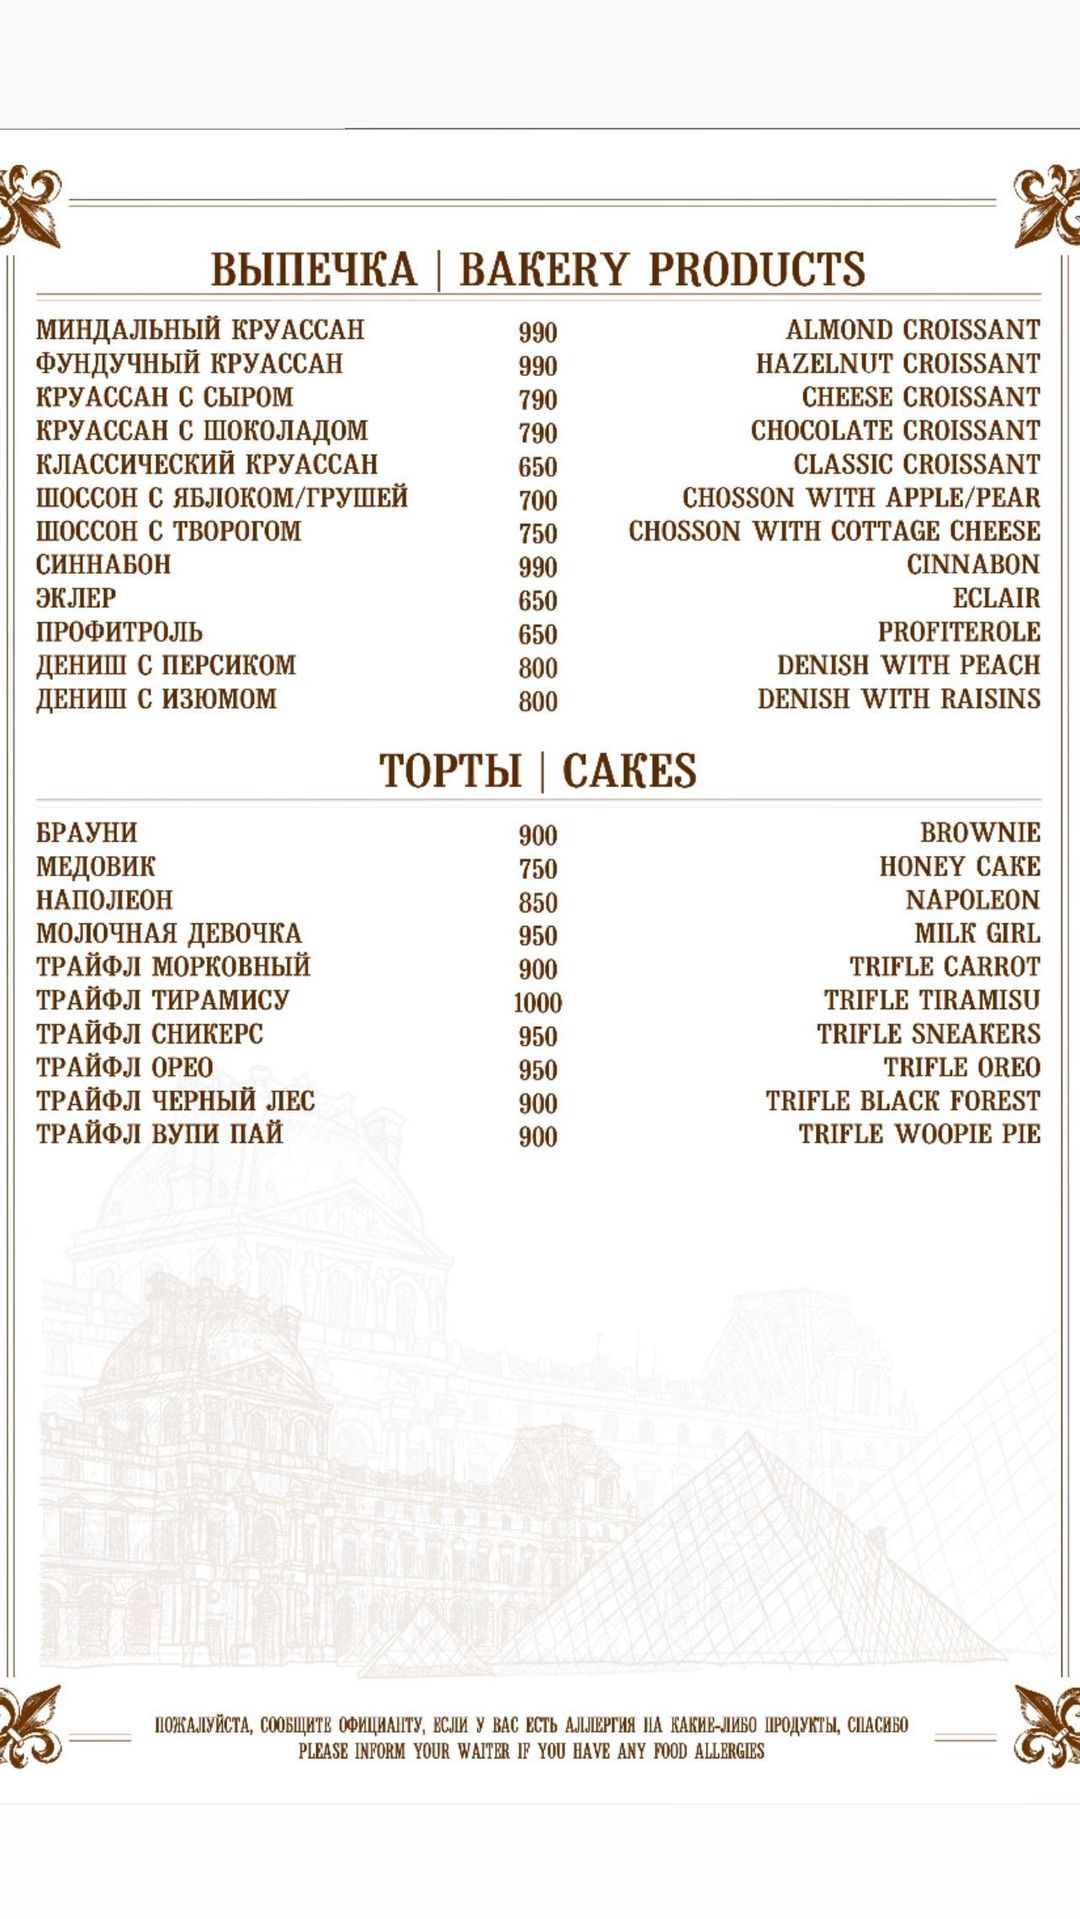 ВЫПЕЧКА | BAKERY PRODUCTS
МИНДАЛЬНЫЙ КРУАССАН 990 ALMOND CROISSANT
ФУНДУЧНЫЙ КРУАССАН 990 HAZELNUT CROISSANT
КРУАССАН С СЫРОМ 790 CHEESE CROISSANT
КРУАССАН С ШОКОЛАДОМ 790 CHOCOLATE CROISSANT
КЛАССИЧЕСКИЙ КРУАССАН 650 CLASSIC CROISSANT
ШОССОН С ЯБЛОКОМ/ГРУШЕЙ 700 CHOSSON WITH APPLE/PEAR
ШОССОН С ТВОРОГОМ 750 CHOSSON WITH COTTAGE CHEESE
СИННАБОН 990 CINNABON
ЭКЛЕР 650 ECLAIR
ПРОФИТРОЛЬ 650 PROFITEROLE
ДЕНИШ С ПЕРСИКОМ 800 DENISH WITH PEACH
ДЕНИШ С ИЗЮМОМ 800 DENISH WITH RAISINS
ТОРТЫ | CAKES
БРАУНИ 900 BROWNIE
МЕДОВИК 750 HONEY CAKE
НАПОЛЕОН 850 NAPOLEON
МОЛОЧНАЯ ДЕВОЧКА 950 MILK GIRL
ТРАЙФЛ МОРКОВНЫЙ 900 TRIFLE CARROT
ТРАЙФЛ ТИРАМИСУ 1000 TRIFLE TIRAMISU
ТРАЙФЛ СНИКЕРС 950 TRIFLE SNEAKERS
ТРАЙФЛ ОРЕО 950 TRIFLE OREO
ТРАЙФЛ ЧЕРНЫЙ ЛЕС 900 TRIFLE BLACK FOREST
ТРАЙФЛ ВУПИ ПАЙ 900 TRIFLE WOOPIE PIE
ПОЖАЛУЙСТА, СООБЩИТЕ ОФИЦИАНТУ, ЕСЛИ У ВАС ЕСТЬ АЛЛЕРГИЯ НА КАКИЕ-ЛИБО ПРОДУКТЫ, СПАСИБО
PLEASE INFORM YOUR WAITER IF YOU HAVE ANY FOOD ALLERGIES